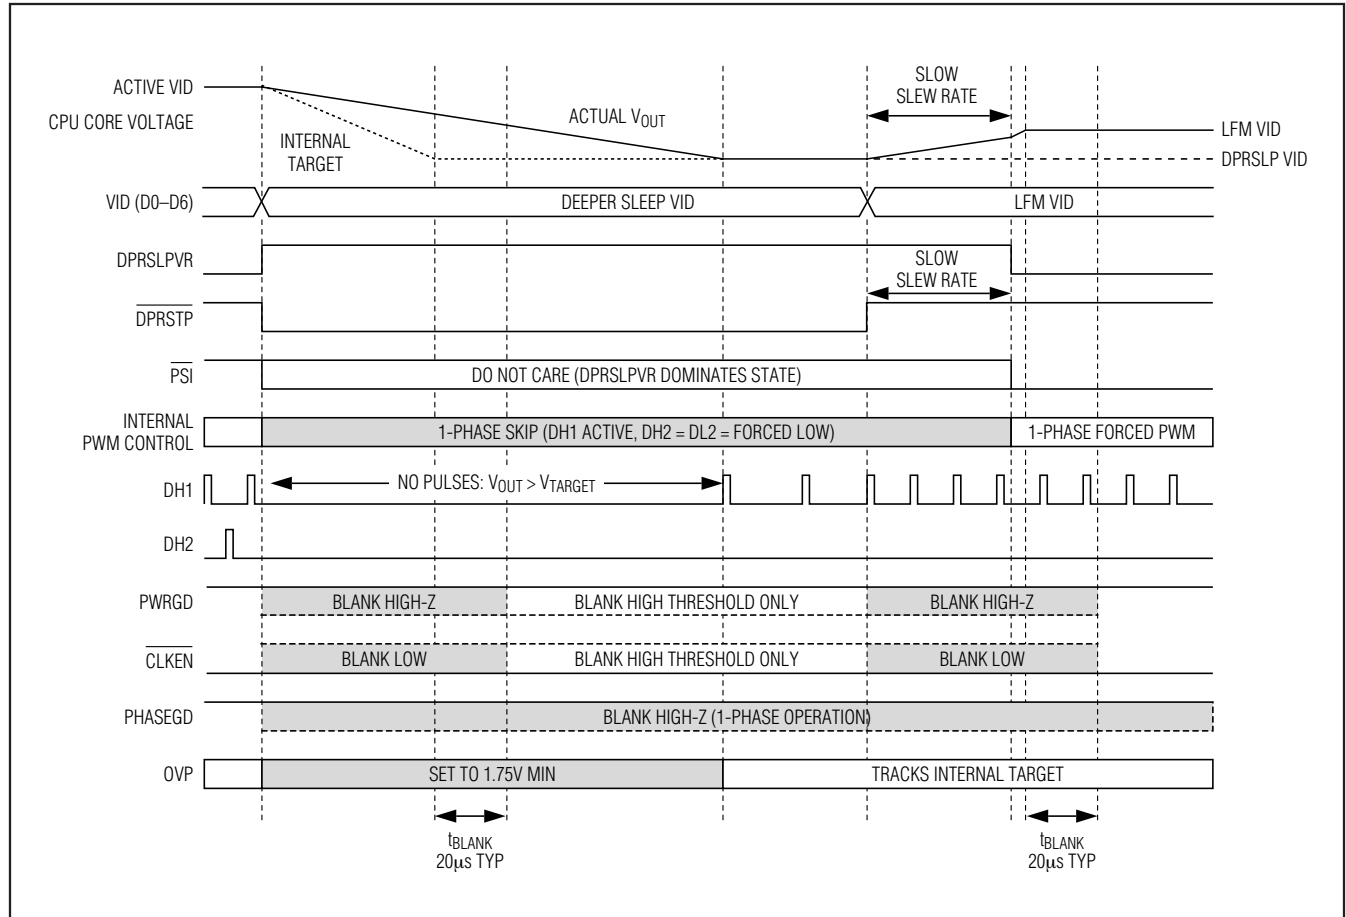 SLOW
SLEW RATE
ACTIVE VID
CPU CORE VOLTAGE
ACTUAL VOUT
INTERNAL
TARGET
LFM VID
DPRSLP VID
VID (D0–D6)
DEEPER SLEEP VID
LFM VID
DPRSLPVR
SLOW
SLEW RATE
DPRSTP
PSI
DO NOT CARE (DPRSLPVR DOMINATES STATE)
INTERNAL
PWM CONTROL
1-PHASE SKIP (DH1 ACTIVE, DH2 = DL2 = FORCED LOW)
1-PHASE FORCED PWM
DH1
NO PULSES: VOUT > VTARGET
DH2
PWRGD
BLANK HIGH-Z
BLANK HIGH THRESHOLD ONLY
BLANK HIGH-Z
CLKEN
BLANK LOW
BLANK HIGH THRESHOLD ONLY
BLANK LOW
PHASEGD
BLANK HIGH-Z (1-PHASE OPERATION)
OVP
SET TO 1.75V MIN
TRACKS INTERNAL TARGET
tBLANK
20μs TYP
tBLANK
20μs TYP